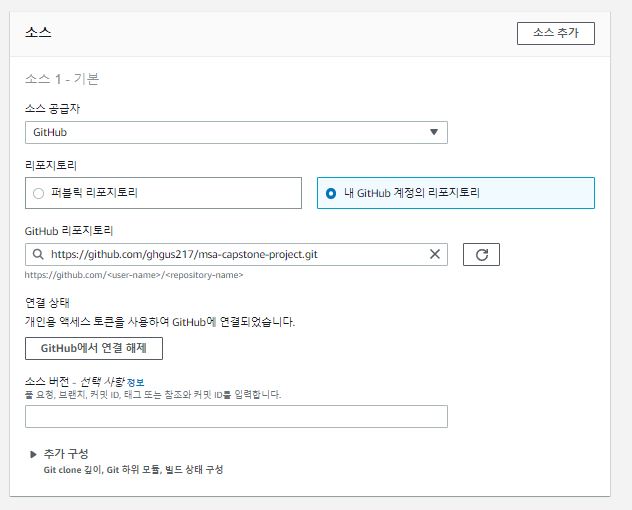 소스
소스 추가
소스 1 - 기본
소스 공급자
GitHub
리포지토리
퍼블릭 리포지토리
내 GitHub 계정의 리포지토리
GitHub 리포지토리
https://github.com/ghgus217/msa-capstone-project.git
https://github.com/<user-name>/<repository-name>
연결 상태
개인용 액세스 토큰을 사용하여 GitHub에 연결되었습니다.
GitHub에서 연결 해제
소스 버전 - 선택 사항 정보
풀 요청, 브랜치, 커밋 ID, 태그 또는 참조와 커밋 ID를 입력합니다.
추가 구성
Git clone 깊이, Git 하위 모듈, 빌드 상태 구성